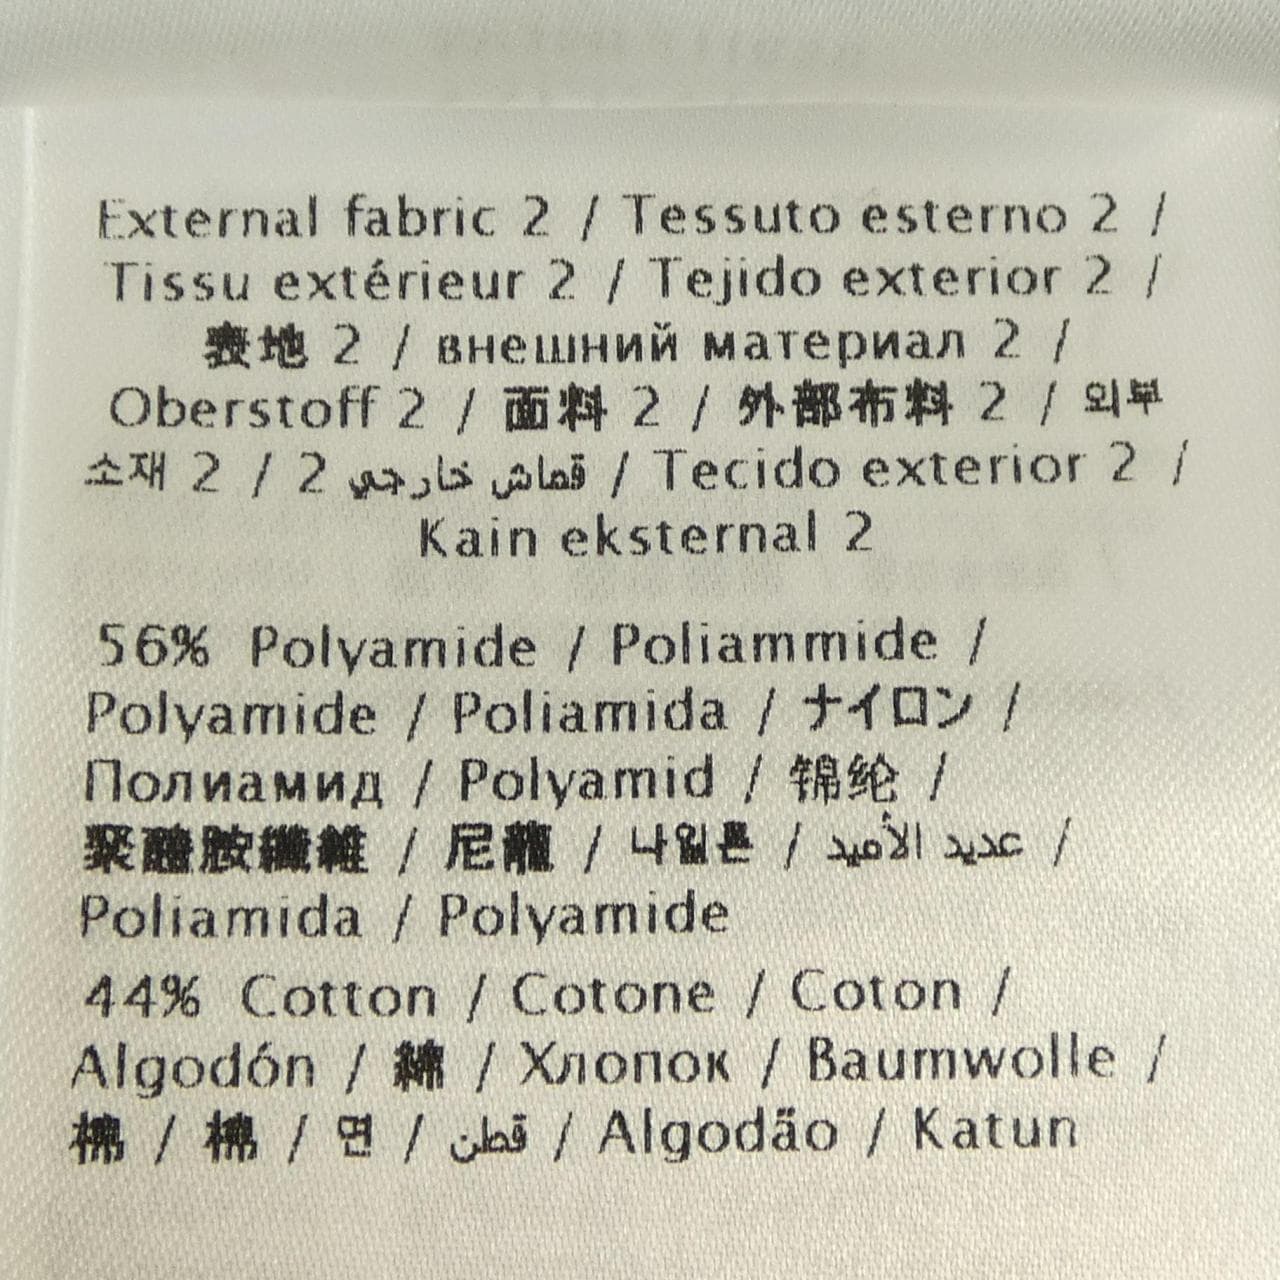 External fabric 2 / Tessuto esterno 2 /
Tissu extérieur 2 / Tejido exterior 2 /
表地 2 / внешний материал 2 /
Oberstoff 2 / 面料 2 / 外部布料 2 / 외부
소재 2 / 2 قماش خارجي / Tecido exterior 2 /
Kain eksternal 2
56% Polyamide / Poliammide /
Polyamide / Poliamida / ナイロン /
Полиамид / Polyamid / 锦纶 /
聚醯胺纖維 / 尼龍 / 나일론 / عديد الأميد /
Poliamida / Polyamide
44% Cotton / Cotone / Coton /
Algodón / 綿 / Хлопок / Baumwolle /
棉 / 棉 / 면 / قطن / Algodão / Katun